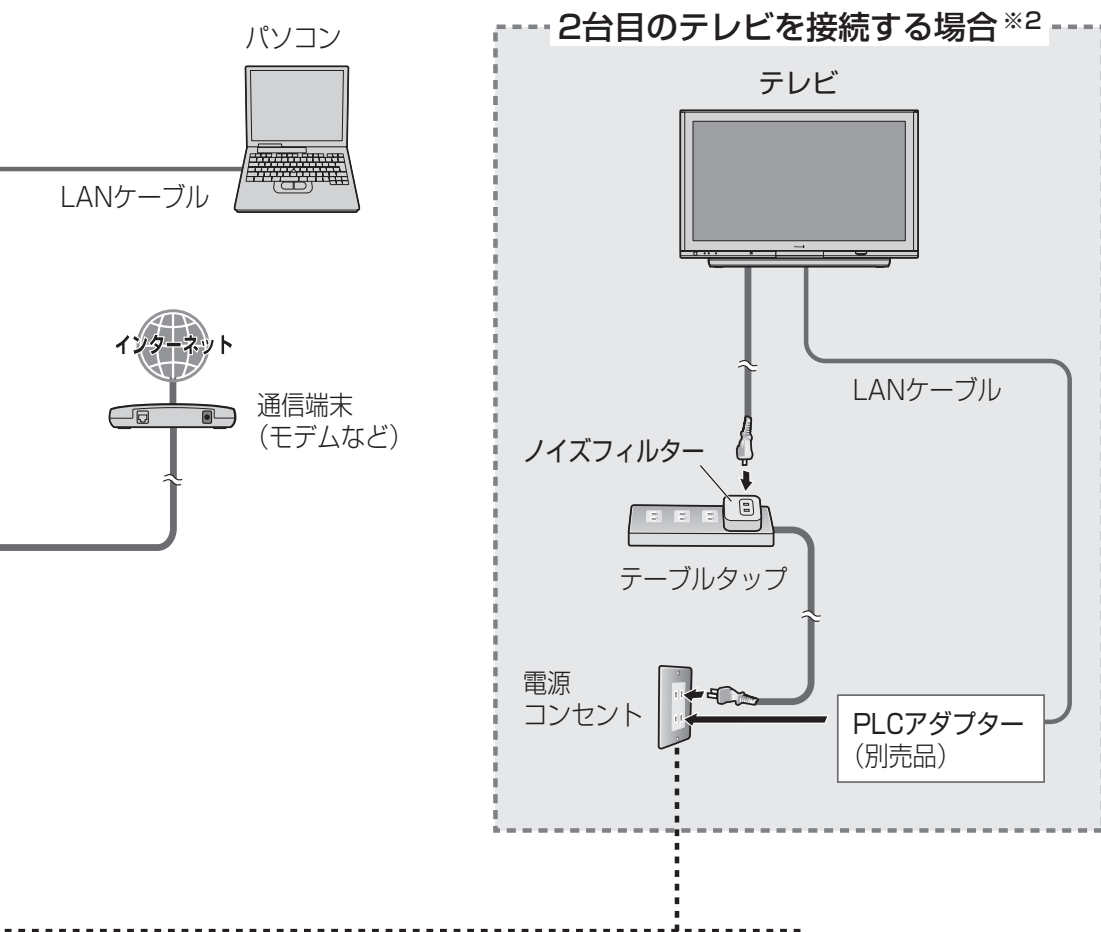 パソコン
LANケーブル
インターネット
通信端末
（モデムなど）
2台目のテレビを接続する場合※2
テレビ
LANケーブル
ノイズフィルター
テーブルタップ
電源
コンセント
PLCアダプター
（別売品）